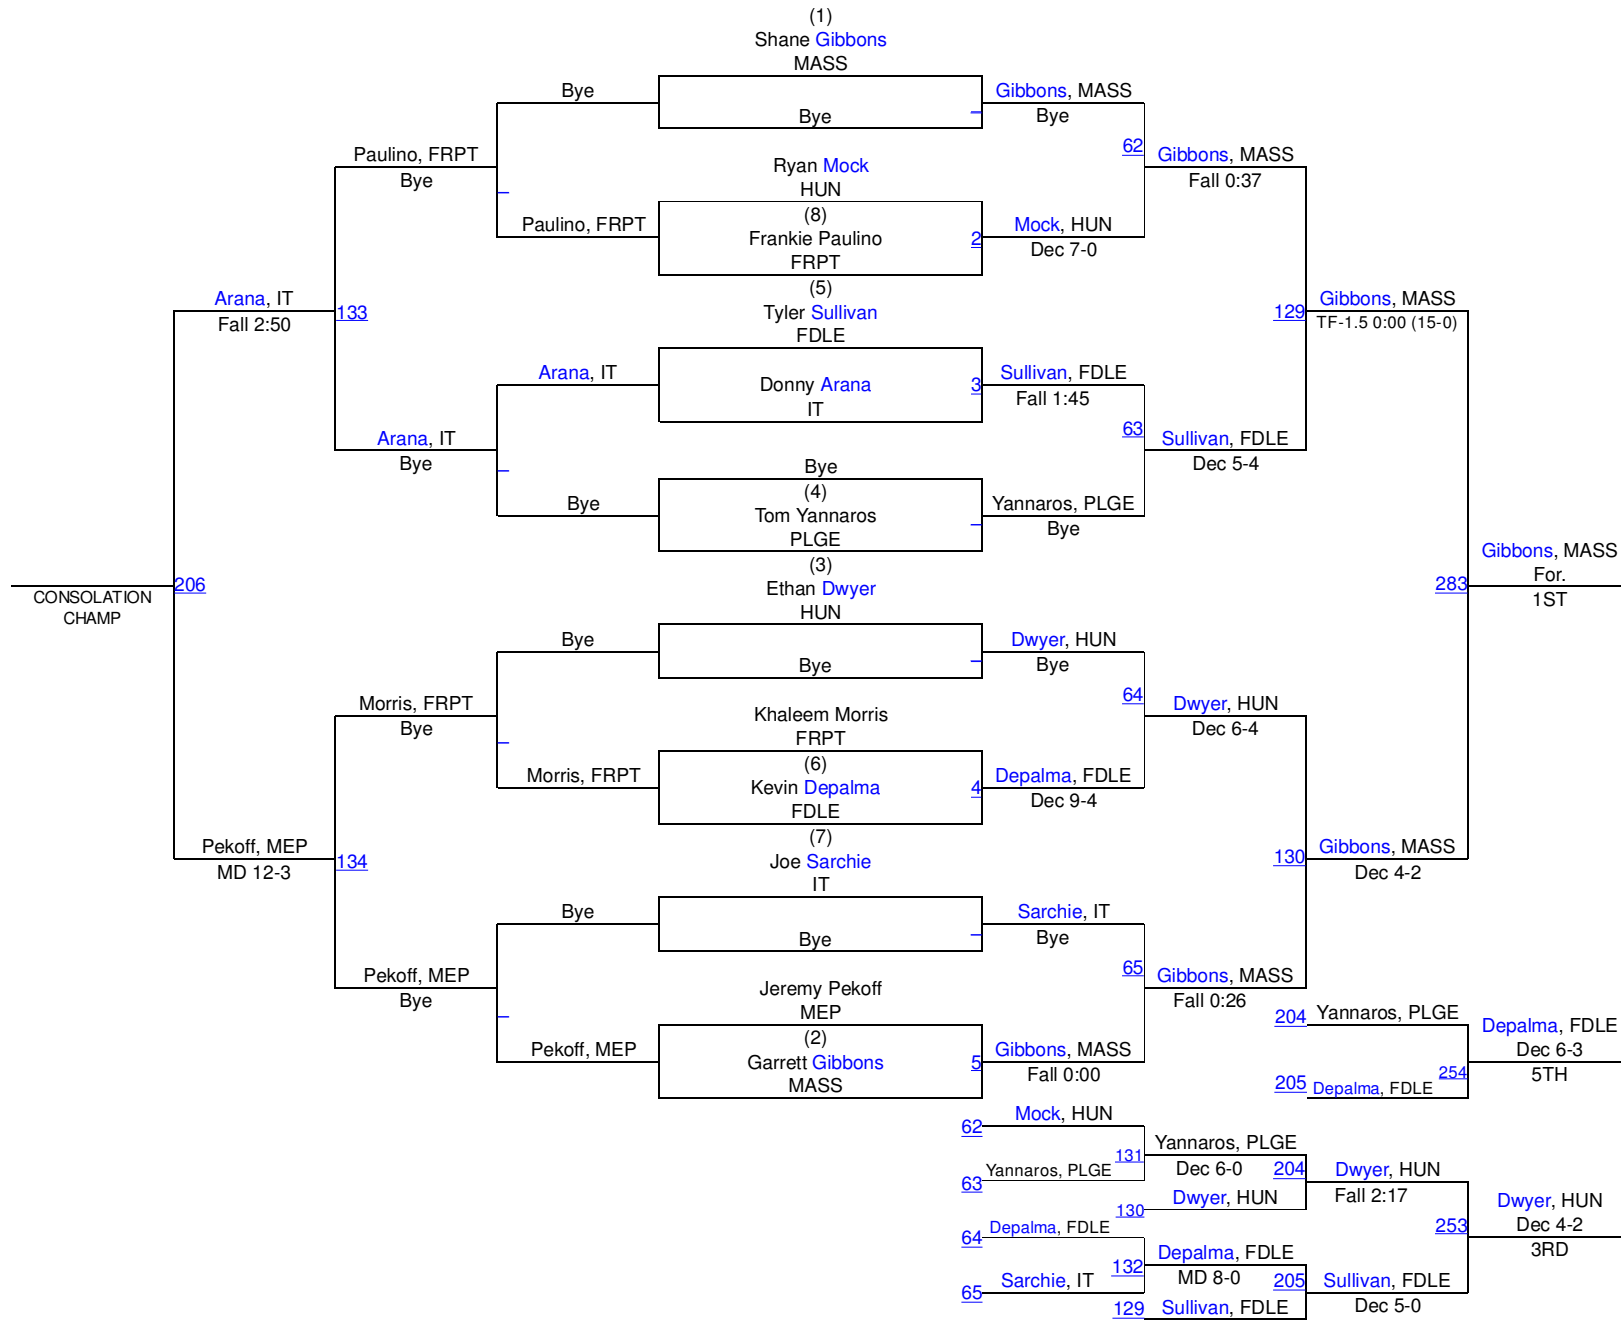 (1)
Shane Gibbons
MASS
Bye
Bye
Gibbons, MASS
Bye
Paulino, FRPT
Bye
Ryan Mock
HUN
62
Gibbons, MASS
Fall 0:37
Paulino, FRPT
(8)
Frankie Paulino
FRPT
2
Mock, HUN
Dec 7-0
Arana, IT
Fall 2:50
133
(5)
Tyler Sullivan
FDLE
129
Gibbons, MASS
TF-1.5 0:00 (15-0)
Arana, IT
Donny Arana
IT
3
Sullivan, FDLE
Fall 1:45
Arana, IT
Bye
63
Sullivan, FDLE
Dec 5-4
Bye
Bye
(4)
Tom Yannaros
PLGE
Yannaros, PLGE
Bye
CONSOLATION
CHAMP
206
(3)
Ethan Dwyer
HUN
283
Gibbons, MASS
For.
1ST
Bye
Bye
Dwyer, HUN
Bye
Morris, FRPT
Bye
Khaleem Morris
FRPT
64
Dwyer, HUN
Dec 6-4
Morris, FRPT
(6)
Kevin Depalma
FDLE
4
Depalma, FDLE
Dec 9-4
Pekoff, MEP
MD 12-3
134
(7)
Joe Sarchie
IT
130
Gibbons, MASS
Dec 4-2
Bye
Bye
Sarchie, IT
Bye
Pekoff, MEP
Bye
Jeremy Pekoff
MEP
65
Gibbons, MASS
Fall 0:26
Pekoff, MEP
(2)
Garrett Gibbons
MASS
5
Gibbons, MASS
Fall 0:00
204 Yannaros, PLGE
Depalma, FDLE
Dec 6-3
5TH
254
205 Depalma, FDLE
62
Mock, HUN
131
Yannaros, PLGE
Dec 6-0
63
Yannaros, PLGE
204
Dwyer, HUN
Fall 2:17
130
Dwyer, HUN
64
Depalma, FDLE
253
Dwyer, HUN
Dec 4-2
3RD
132
Depalma, FDLE
MD 8-0
65
Sarchie, IT
205
Sullivan, FDLE
Dec 5-0
129 Sullivan, FDLE